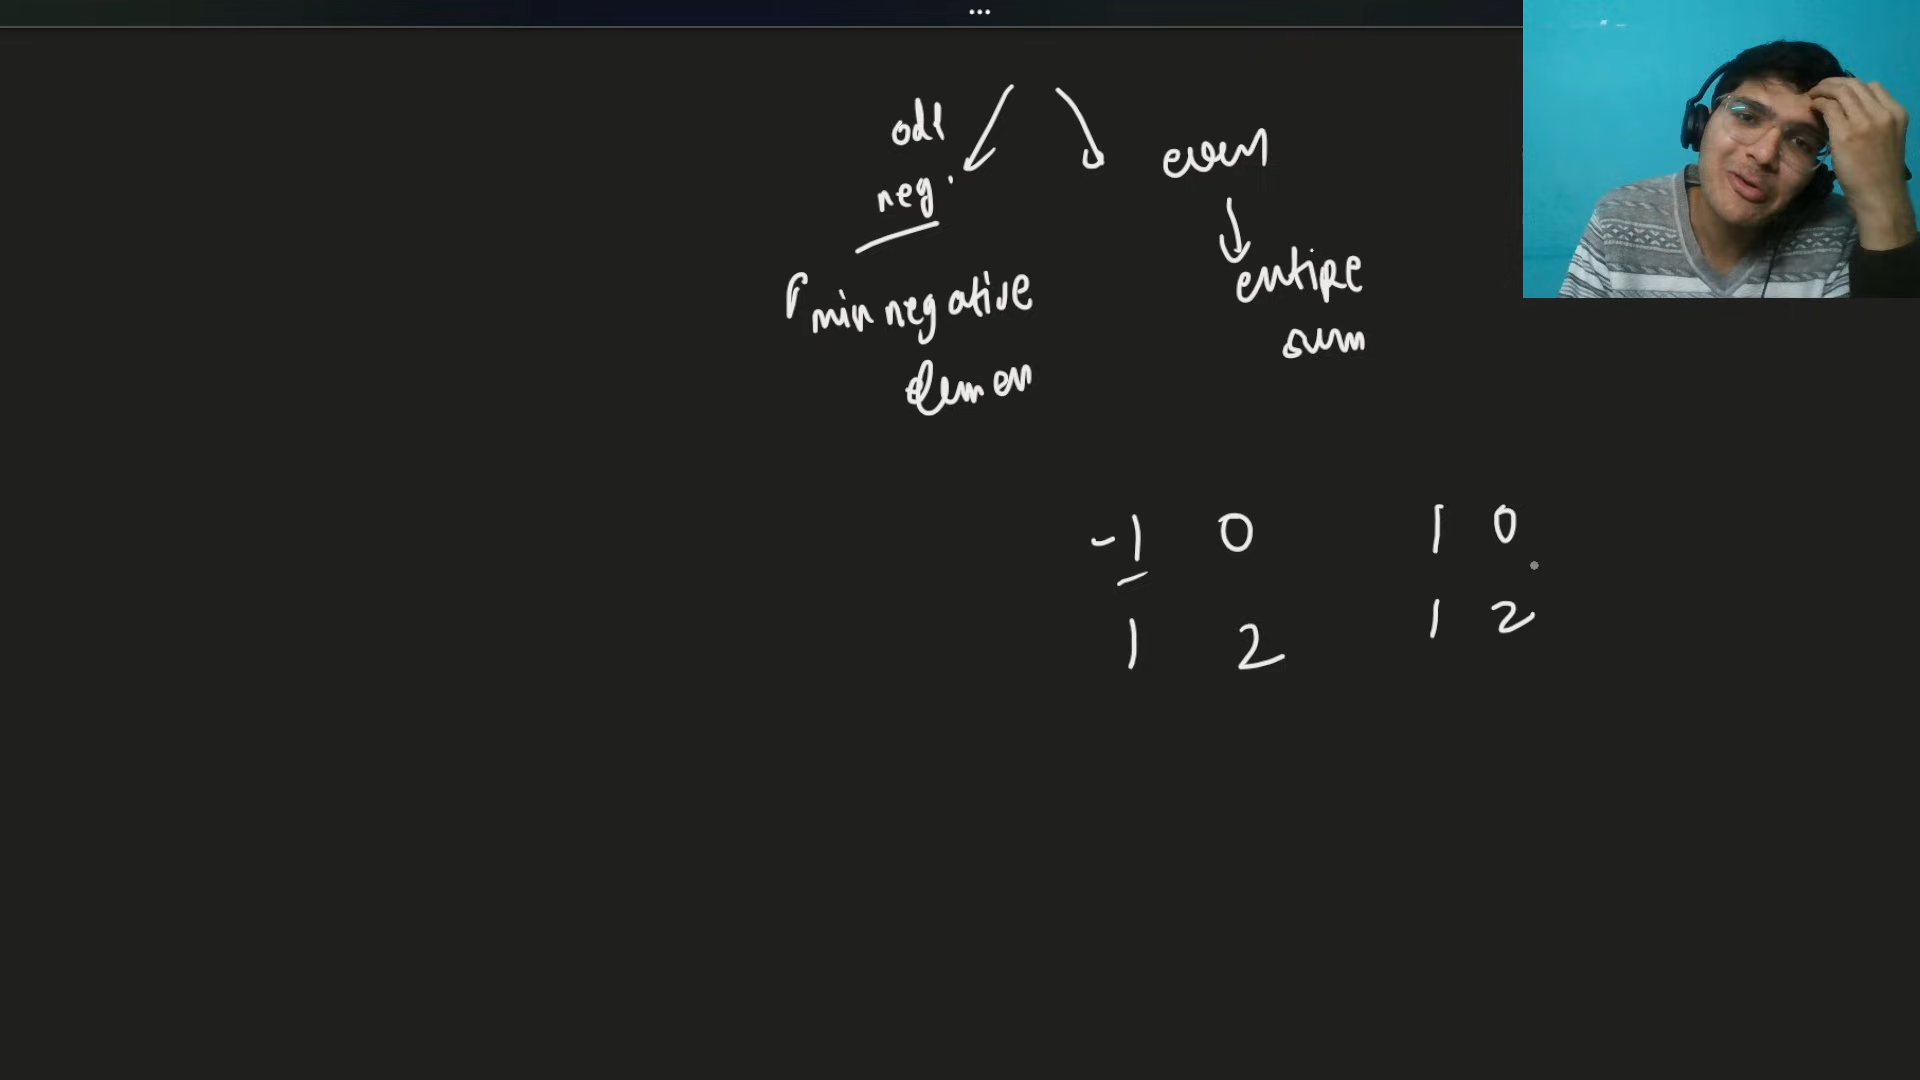 ...
odd
neg.
min negative
elemen
even
entire
sum
-1 0
1 2
1 0
1 2